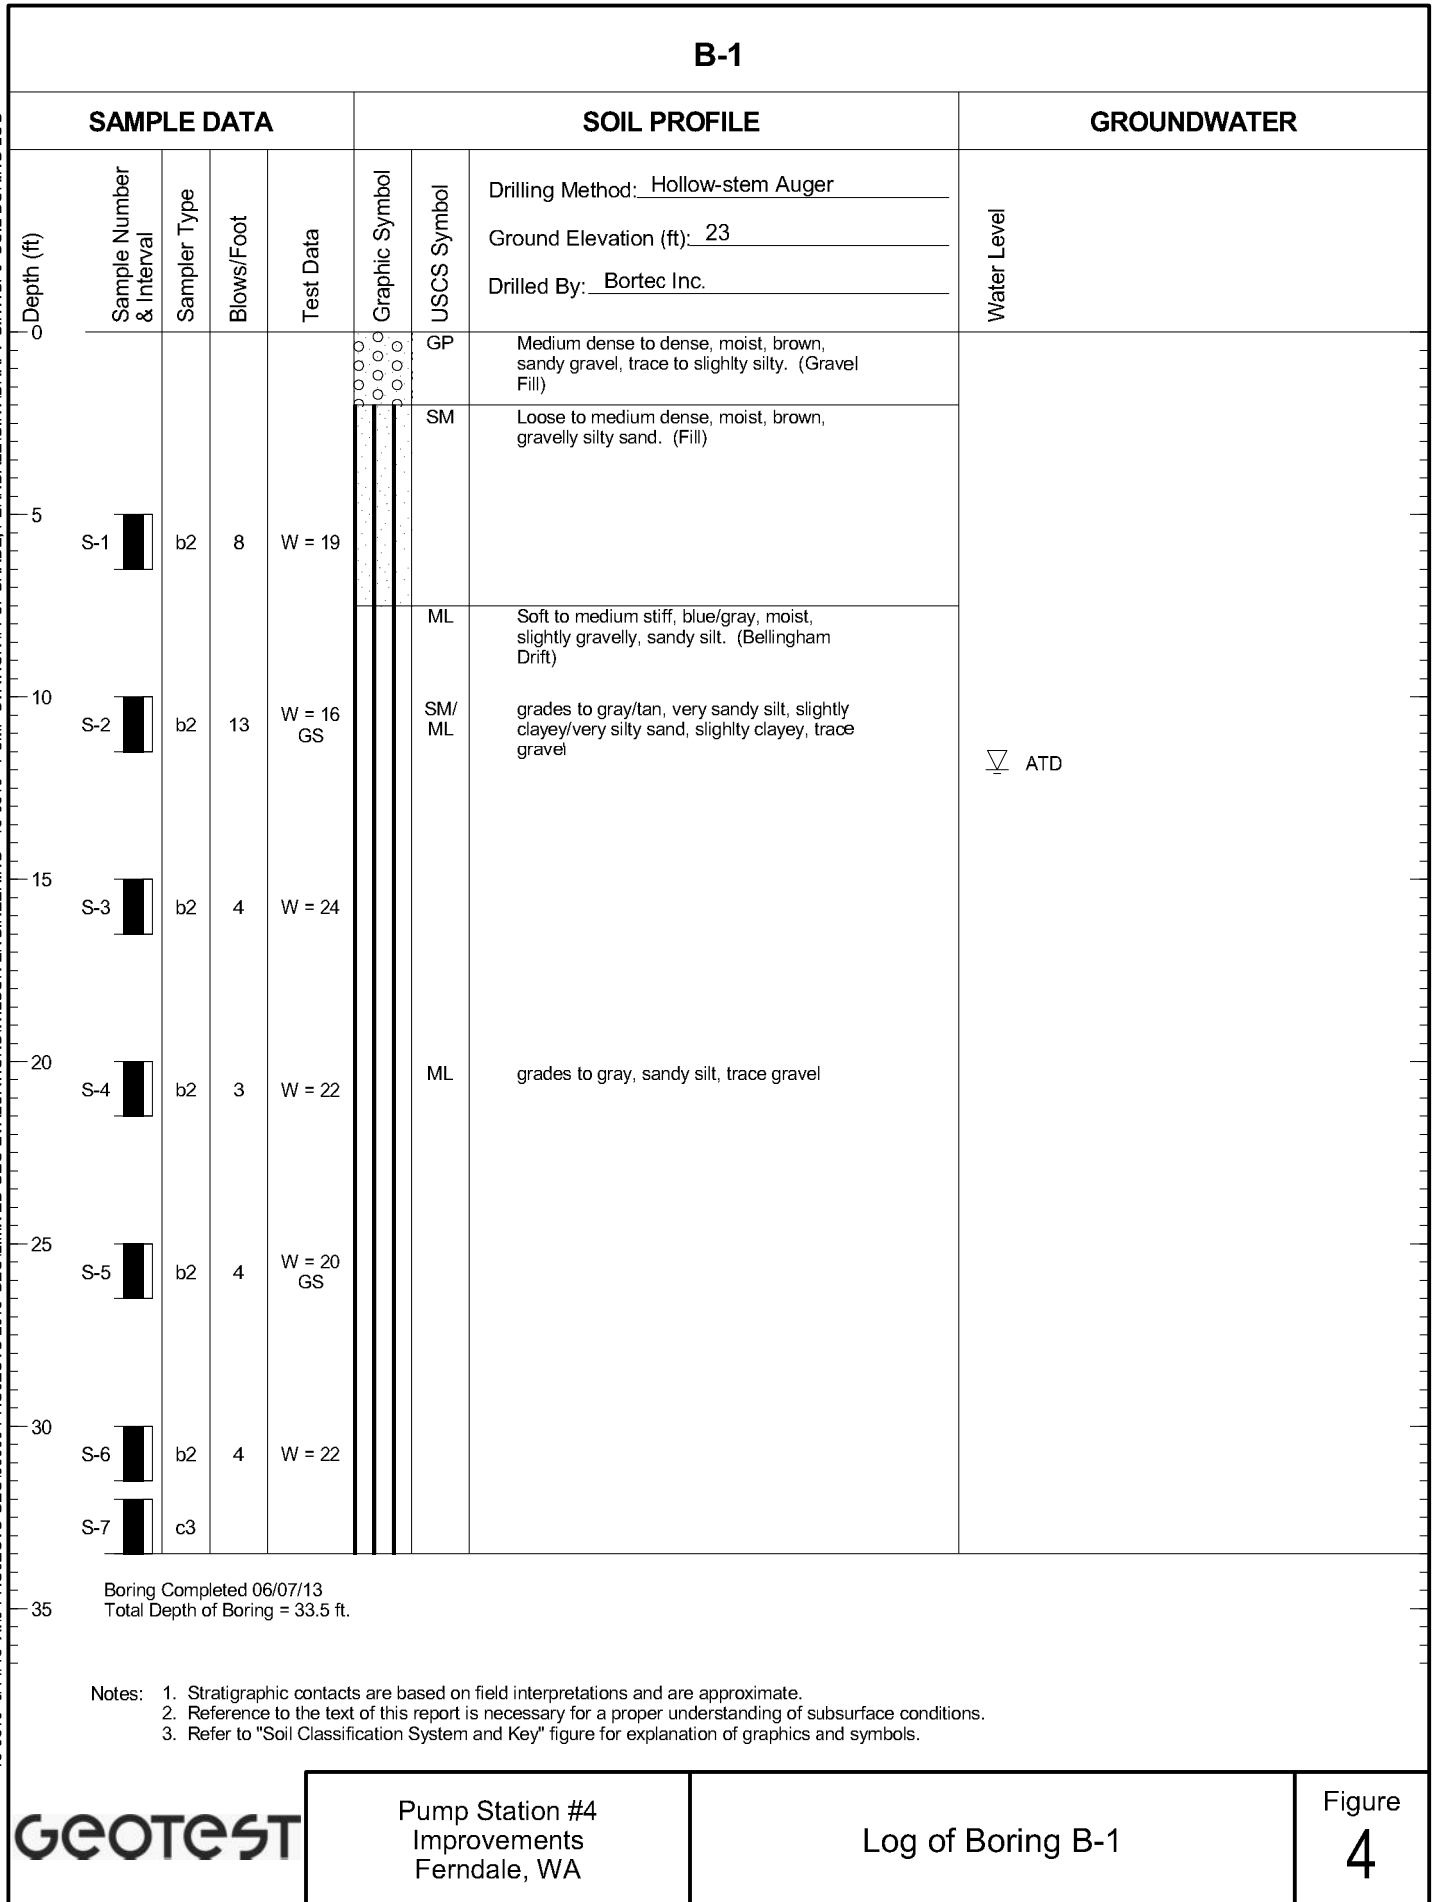 B-1
SAMPLE DATA
SOIL PROFILE
GROUNDWATER
Depth (ft)
Sample Number
& Interval
Sampler Type
Blows/Foot
Test Data
Graphic Symbol
USCS Symbol
Drilling Method: Hollow-stem Auger
Ground Elevation (ft): 23
Drilled By: Bortec Inc.
Water Level
0
GP
Medium dense to dense, moist, brown,
sandy gravel, trace to slighlty silty. (Gravel
Fill)
SM
Loose to medium dense, moist, brown,
gravelly silty sand. (Fill)
5
S-1 b2 8 W = 19
ML
Soft to medium stiff, blue/gray, moist,
slightly gravelly, sandy silt. (Bellingham
Drift)
10
S-2 b2 13 W = 16
GS
SM/
ML
grades to gray/tan, very sandy silt, slightly
clayey/very silty sand, slighlty clayey, trace
gravel
ATD
15
S-3 b2 4 W = 24
20
S-4 b2 3 W = 22
ML
grades to gray, sandy silt, trace gravel
25
S-5 b2 4 W = 20
GS
30
S-6 b2 4 W = 22
S-7 c3
Boring Completed 06/07/13
Total Depth of Boring = 33.5 ft.
35
Notes: 1. Stratigraphic contacts are based on field interpretations and are approximate.
2. Reference to the text of this report is necessary for a proper understanding of subsurface conditions.
3. Refer to "Soil Classification System and Key" figure for explanation of graphics and symbols.
GEOTEST
Pump Station #4
Improvements
Ferndale, WA
Log of Boring B-1
Figure
4